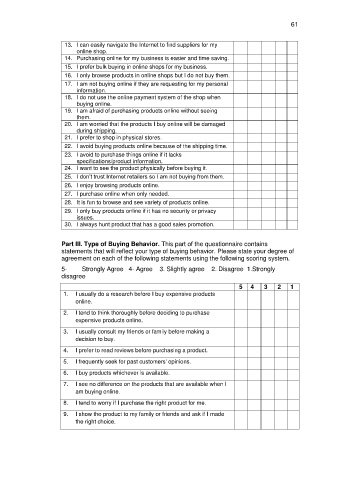 61
13. I can easily navigate the Internet to find suppliers for my
online shop.
14. Purchasing online for my business is easier and time saving.
15. I prefer bulk buying in online shops for my business.
16. I only browse products in online shops but I do not buy them.
17. I am not buying online if they are requesting for my personal
information.
18. I do not use the online payment system of the shop when
buying online.
19. I am afraid of purchasing products online without seeing
them.
20. I am worried that the products I buy online will be damaged
during shipping.
21. I prefer to shop in physical stores.
22. I avoid buying products online because of the shipping time.
23. I avoid to purchase things online if it lacks
specifications/product information.
24. I want to see the product physically before buying it.
25. I don't trust Internet retailers so I am not buying from them.
26. I enjoy browsing products online.
27. I purchase online when only needed.
28. It is fun to browse and see variety of products online.
29. I only buy products online if it has no security or privacy
issues.
30. I always hunt product that has a good sales promotion.
Part III. Type of Buying Behavior. This part of the questionnaire contains
statements that will reflect your type of buying behavior. Please state your degree of
agreement on each of the following statements using the following scoring system.
5- Strongly Agree 4- Agree 3. Slightly agree 2. Disagree 1.Strongly
disagree
5 4 3 2 1
1. I usually do a research before I buy expensive products
online.
2. I tend to think thoroughly before deciding to purchase
expensive products online.
3. I usually consult my friends or family before making a
decision to buy.
4. I prefer to read reviews before purchasing a product.
5. I frequently seek for past customers' opinions.
6. I buy products whichever is available.
7. I see no difference on the products that are available when I
am buying online.
8. I tend to worry if I purchase the right product for me.
9. I show the product to my family or friends and ask if I made
the right choice.